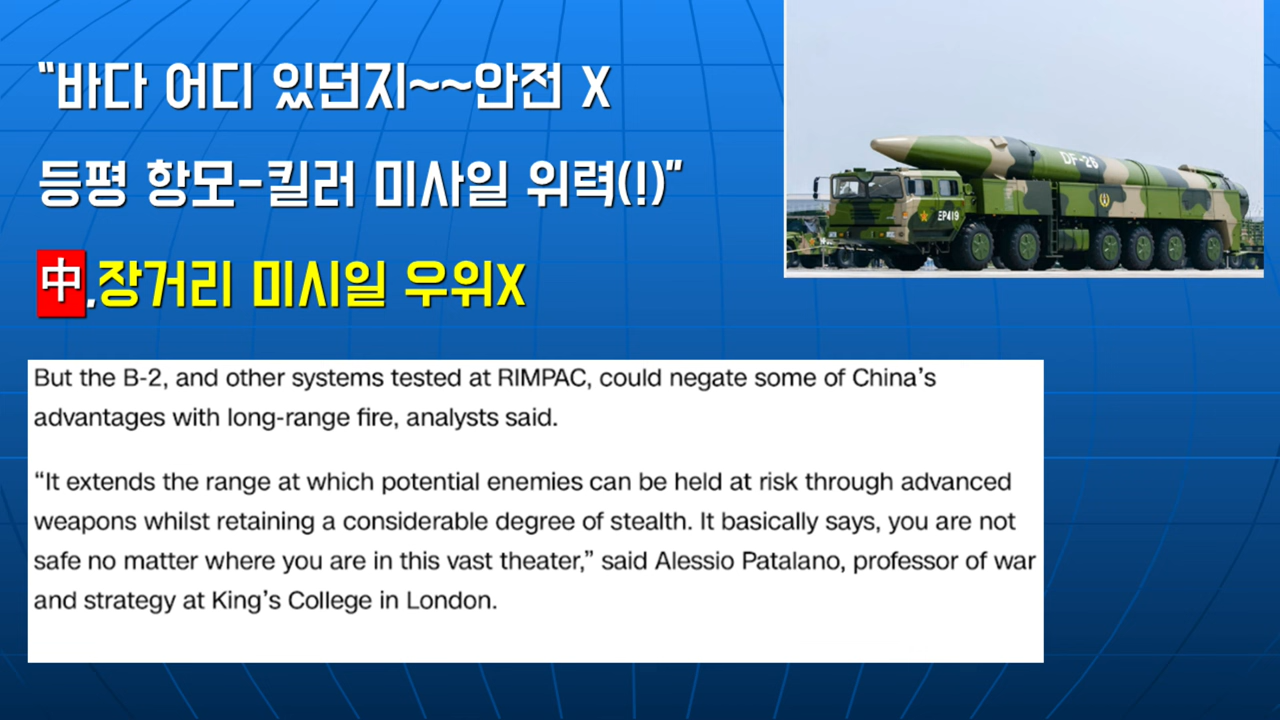 “바다 어디 있던지~~안전 X
등평 항모-킬러 미사일 위력(!)”
中,장거리 미시일 우위X
DF-26
EP419
But the B-2, and other systems tested at RIMPAC, could negate some of China’s
advantages with long-range fire, analysts said.
“It extends the range at which potential enemies can be held at risk through advanced
weapons whilst retaining a considerable degree of stealth. It basically says, you are not
safe no matter where you are in this vast theater,” said Alessio Patalano, professor of war
and strategy at King’s College in London.